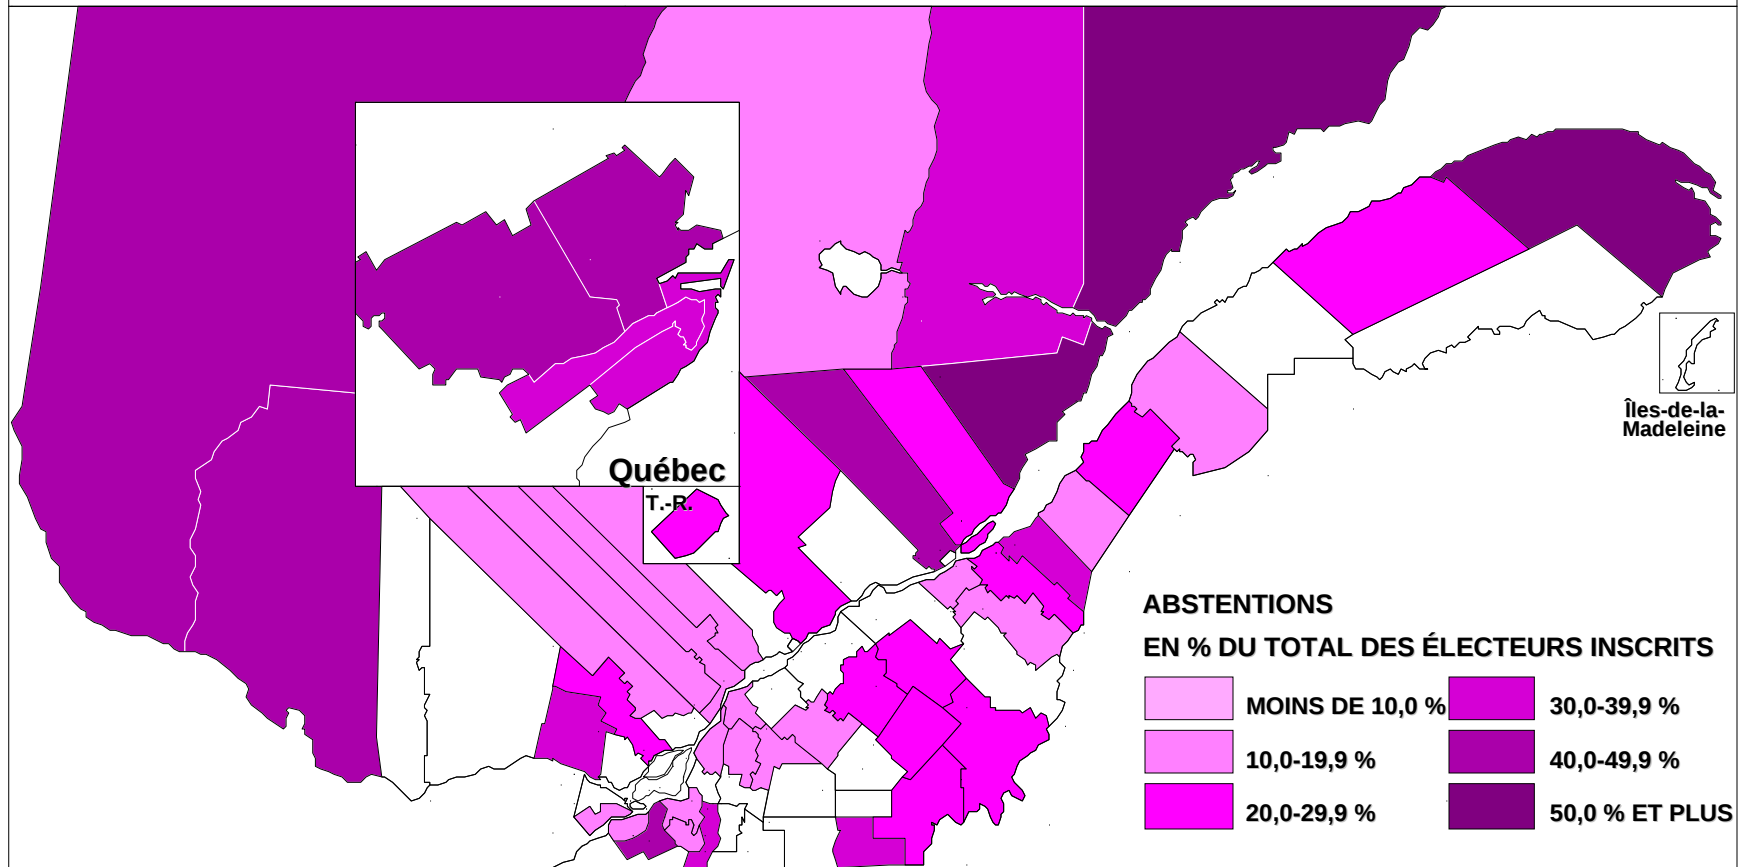 Îles-de-la-
Madeleine
Québec
T.-R.
ABSTENTIONS
EN % DU TOTAL DES ÉLECTEURS INSCRITS
MOINS DE 10,0 %
30,0-39,9 %
10,0-19,9 %
40,0-49,9 %
20,0-29,9 %
50,0 % ET PLUS